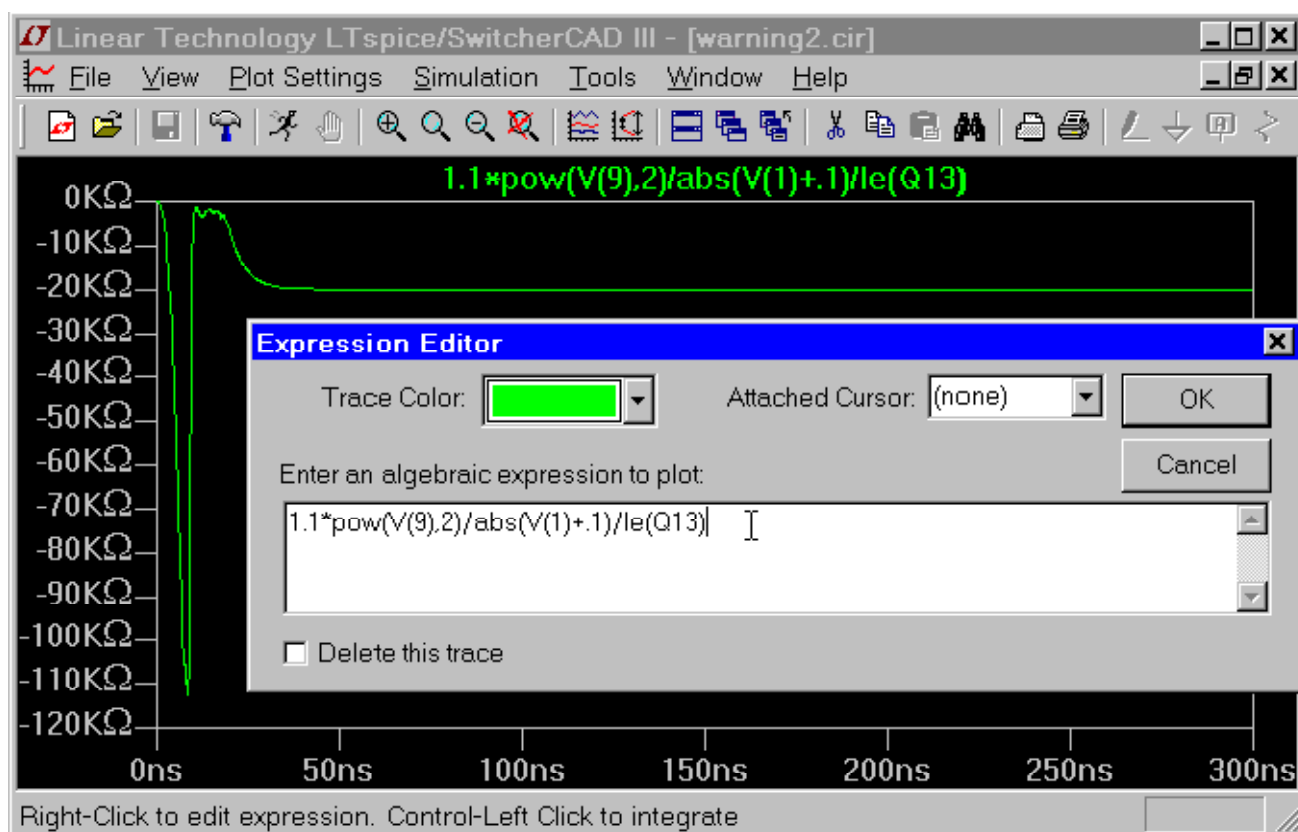 Linear Technology LTspice/SwitcherCAD III - [warning2.cir]
File View Plot Settings Simulation Tools Window Help
1.1*pow(V(9),2)/abs(V(1)+.1)/Ie(Q13)
0KΩ
-10KΩ
-20KΩ
-30KΩ
-40KΩ
-50KΩ
-60KΩ
-70KΩ
-80KΩ
-90KΩ
-100KΩ
-110KΩ
-120KΩ
Expression Editor
Trace Color:
Attached Cursor: (none)
OK
Cancel
Enter an algebraic expression to plot:
1.1*pow(V(9),2)/abs(V(1)+.1)/Ie(Q13)
Delete this trace
0ns 50ns 100ns 150ns 200ns 250ns 300ns
Right-Click to edit expression. Control-Left Click to integrate